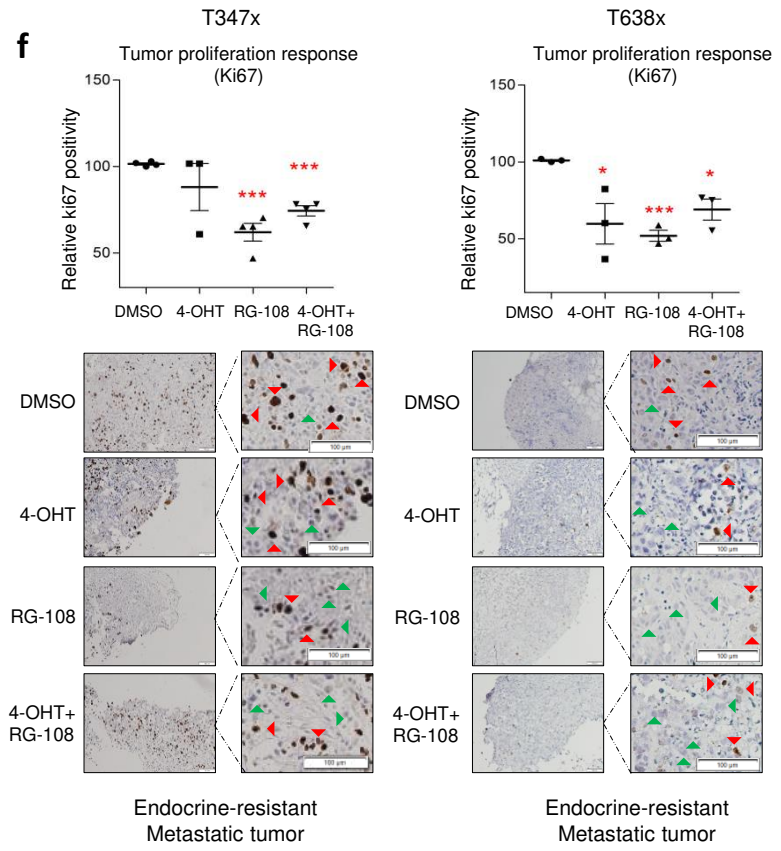 f
T347x
Tumor proliferation response
(Ki67)
Relative ki67 positivity
150
100
50
***
***
DMSO 4-OHT RG-108 4-OHT+
RG-108
DMSO
100 µm
4-OHT
100 µm
RG-108
100 µm
4-OHT+
RG-108
100 µm
Endocrine-resistant
Metastatic tumor
T638x
Tumor proliferation response
(Ki67)
Relative ki67 positivity
150
100
50
*
***
*
DMSO 4-OHT RG-108 4-OHT+
RG-108
DMSO
100 µm
4-OHT
100 µm
RG-108
100 µm
4-OHT+
RG-108
100 µm
Endocrine-resistant
Metastatic tumor